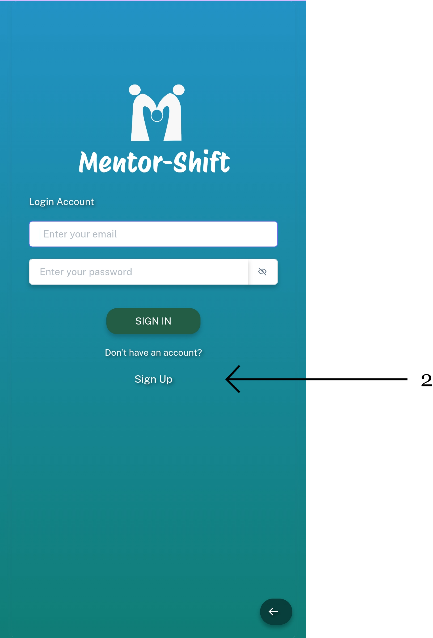 Mentor-Shift
Login Account
Enter your email
Enter your password
SIGN IN
Don't have an account?
Sign Up
2